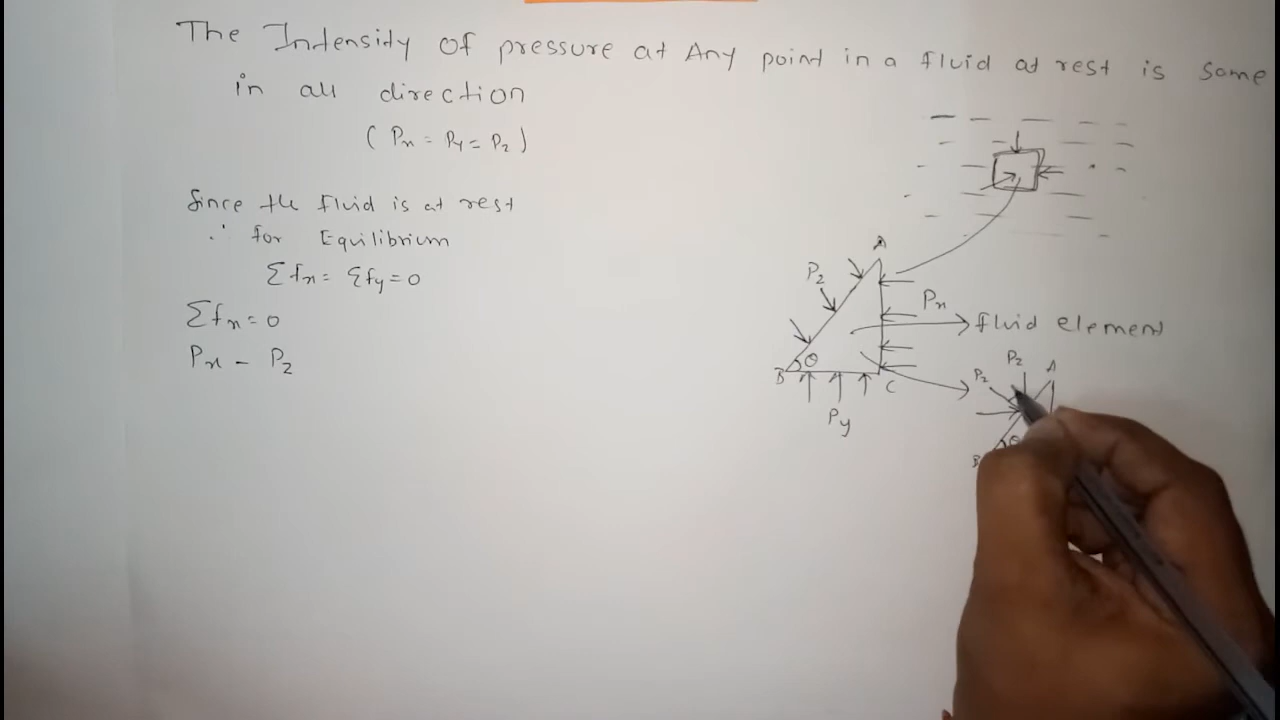 The Intensity of pressure at Any point in a fluid at rest is same
in all direction
( Px = Py = Pz )
Since the fluid is at rest
∴ for Equilibrium
Σfx = Σfy = 0
Σfx = 0
Px - Pz
A
Pz
Px
fluid element
B
θ
C
Py
Pz
Pz
A
θ
B